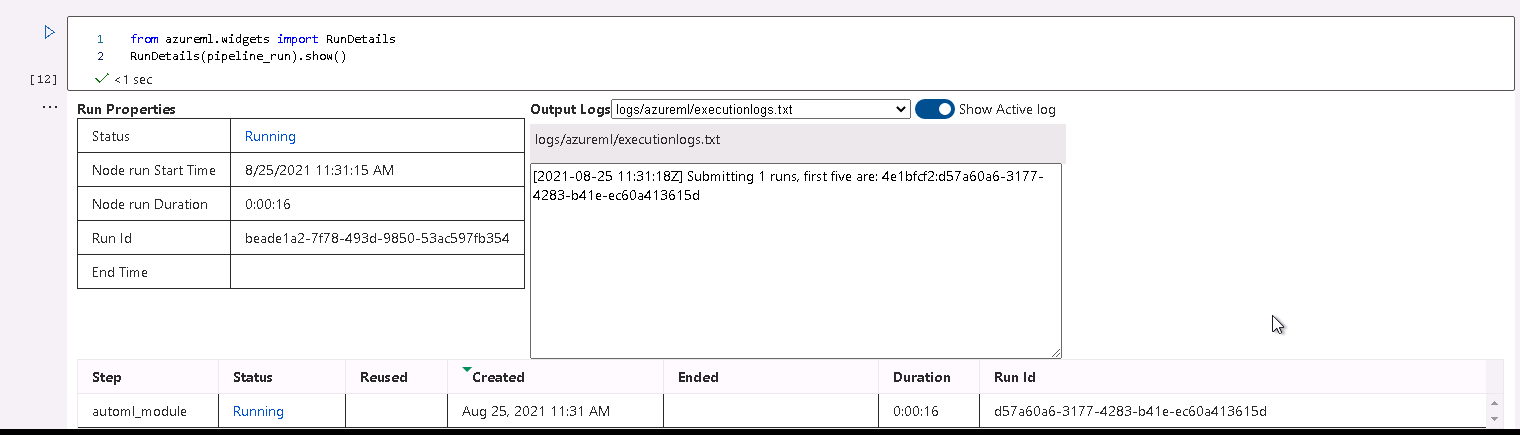 1 from azureml.widgets import RunDetails
2 RunDetails(pipeline_run).show()
[12] <1 sec
Run Properties
Status Running
Node run Start Time 8/25/2021 11:31:15 AM
Node run Duration 0:00:16
Run Id beade1a2-7f78-493d-9850-53ac597fb354
End Time
Output Logs logs/azureml/executionlogs.txt Show Active log
logs/azureml/executionlogs.txt
[2021-08-25 11:31:18Z] Submitting 1 runs, first five are: 4e1bfcf2:d57a60a6-3177-
4283-b41e-ec60a413615d
Step Status Reused Created Ended Duration Run Id
automl_module Running Aug 25, 2021 11:31 AM 0:00:16 d57a60a6-3177-4283-b41e-ec60a413615d